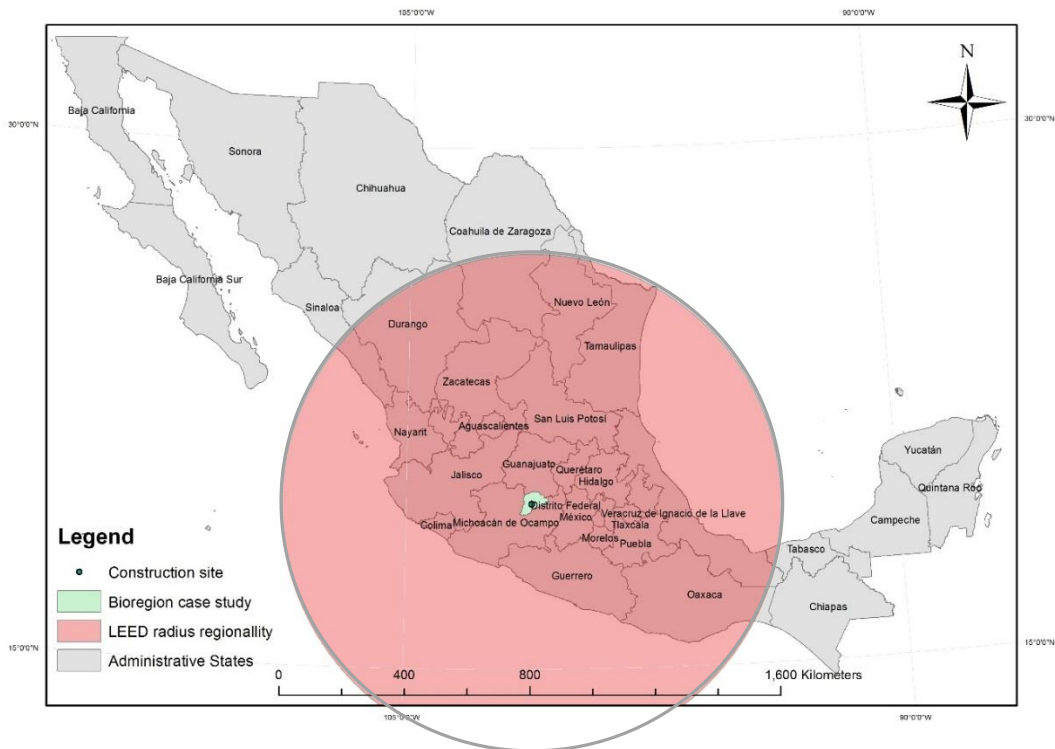 105°0'0"W
90°0'0"W
N
Baja California
30°0'0"N
30°0'0"N
Sonora
Chihuahua
Coahuila de Zaragoza
Baja California Sur
Sinaloa
Nuevo León
Durango
Tamaulipas
Zacatecas
San Luis Potosí
Nayarit
Aguascalientes
Yucatán
Jalisco
Guanajuato
Querétaro
Hidalgo
Quintana Roo
Distrito Federal
Veracruz de Ignacio de la Llave
Campeche
Colima
Michoacán de Ocampo
México
Tlaxcala
Morelos
Puebla
Tabasco
Guerrero
Oaxaca
Chiapas
Legend
Construction site
Bioregion case study
LEED radius regionallity
Administrative States
15°0'0"N
15°0'0"N
0 400 800 1,600 Kilometers
105°0'0"W
90°0'0"W